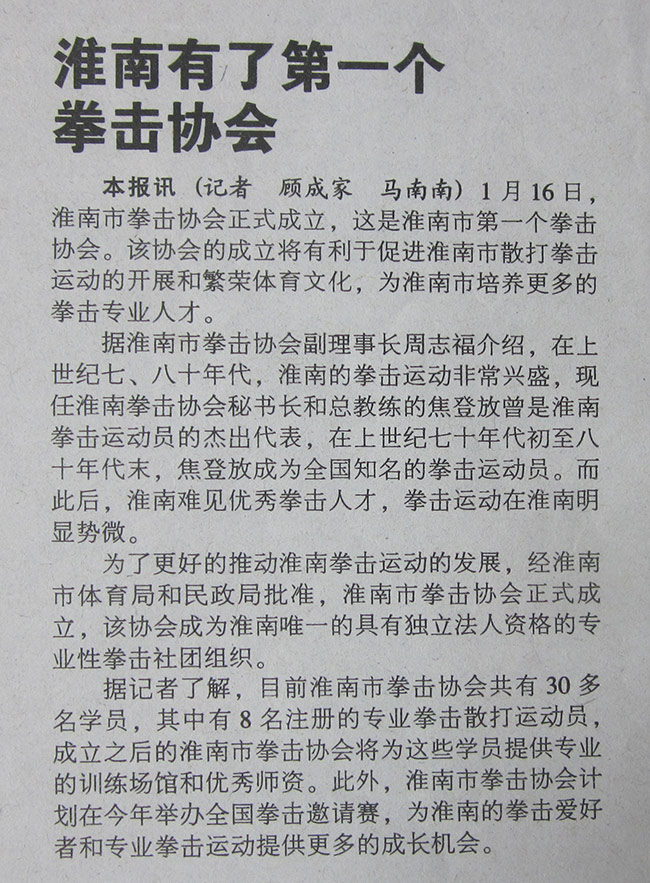 淮南有了第一个
拳击协会
本报讯（记者 顾成家 马南南）1月16日，
淮南市拳击协会正式成立，这是淮南市第一个拳击
协会。该协会的成立将有利于促进淮南市散打拳击
运动的开展和繁荣体育文化，为淮南市培养更多的
拳击专业人才。
据淮南市拳击协会副理事长周志福介绍，在上
世纪七、八十年代，淮南的拳击运动非常兴盛，现
任淮南拳击协会秘书长和总教练的焦登放曾是淮南
拳击运动员的杰出代表，在上世纪七十年代初至八
十年代末，焦登放成为全国知名的拳击运动员。而
此后，淮南难见优秀拳击人才，拳击运动在淮南明
显势微。
为了更好的推动淮南拳击运动的发展，经淮南
市体育局和民政局批准，淮南市拳击协会正式成
立，该协会成为淮南唯一的具有独立法人资格的专
业性拳击社团组织。
据记者了解，目前淮南市拳击协会共有30多
名学员，其中有8名注册的专业拳击散打运动员，
成立之后的淮南市拳击协会将为这些学员提供专业
的训练场馆和优秀师资。此外，淮南市拳击协会计
划在今年举办全国拳击邀请赛，为淮南的拳击爱好
者和专业拳击运动提供更多的成长机会。